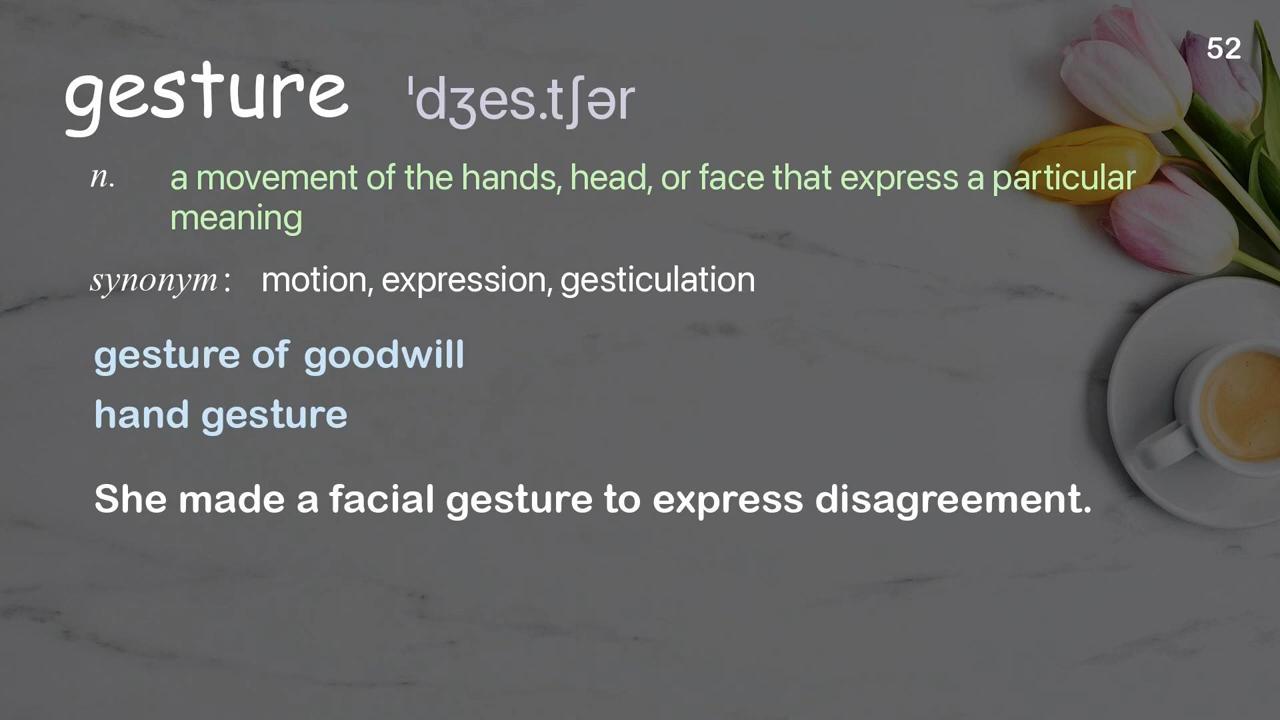 52
gesture ˈdʒes.tʃər
n. a movement of the hands, head, or face that express a particular
meaning
synonym: motion, expression, gesticulation
gesture of goodwill
hand gesture
She made a facial gesture to express disagreement.